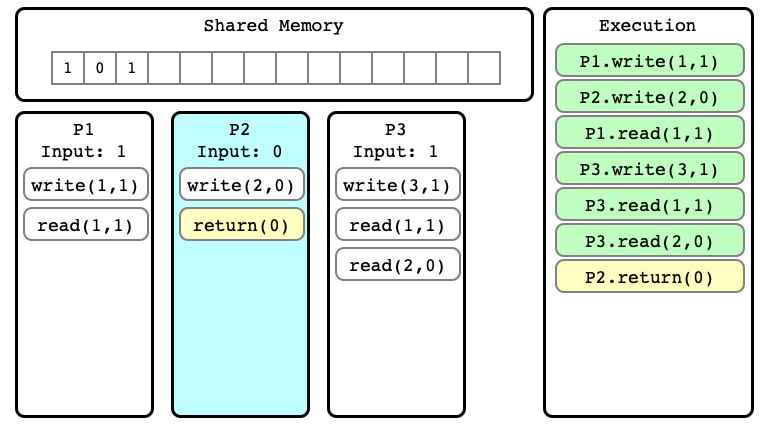 Shared Memory
1 0 1
P1
Input: 1
write(1,1)
read(1,1)
P2
Input: 0
write(2,0)
return(0)
P3
Input: 1
write(3,1)
read(1,1)
read(2,0)
Execution
P1.write(1,1)
P2.write(2,0)
P1.read(1,1)
P3.write(3,1)
P3.read(1,1)
P3.read(2,0)
P2.return(0)